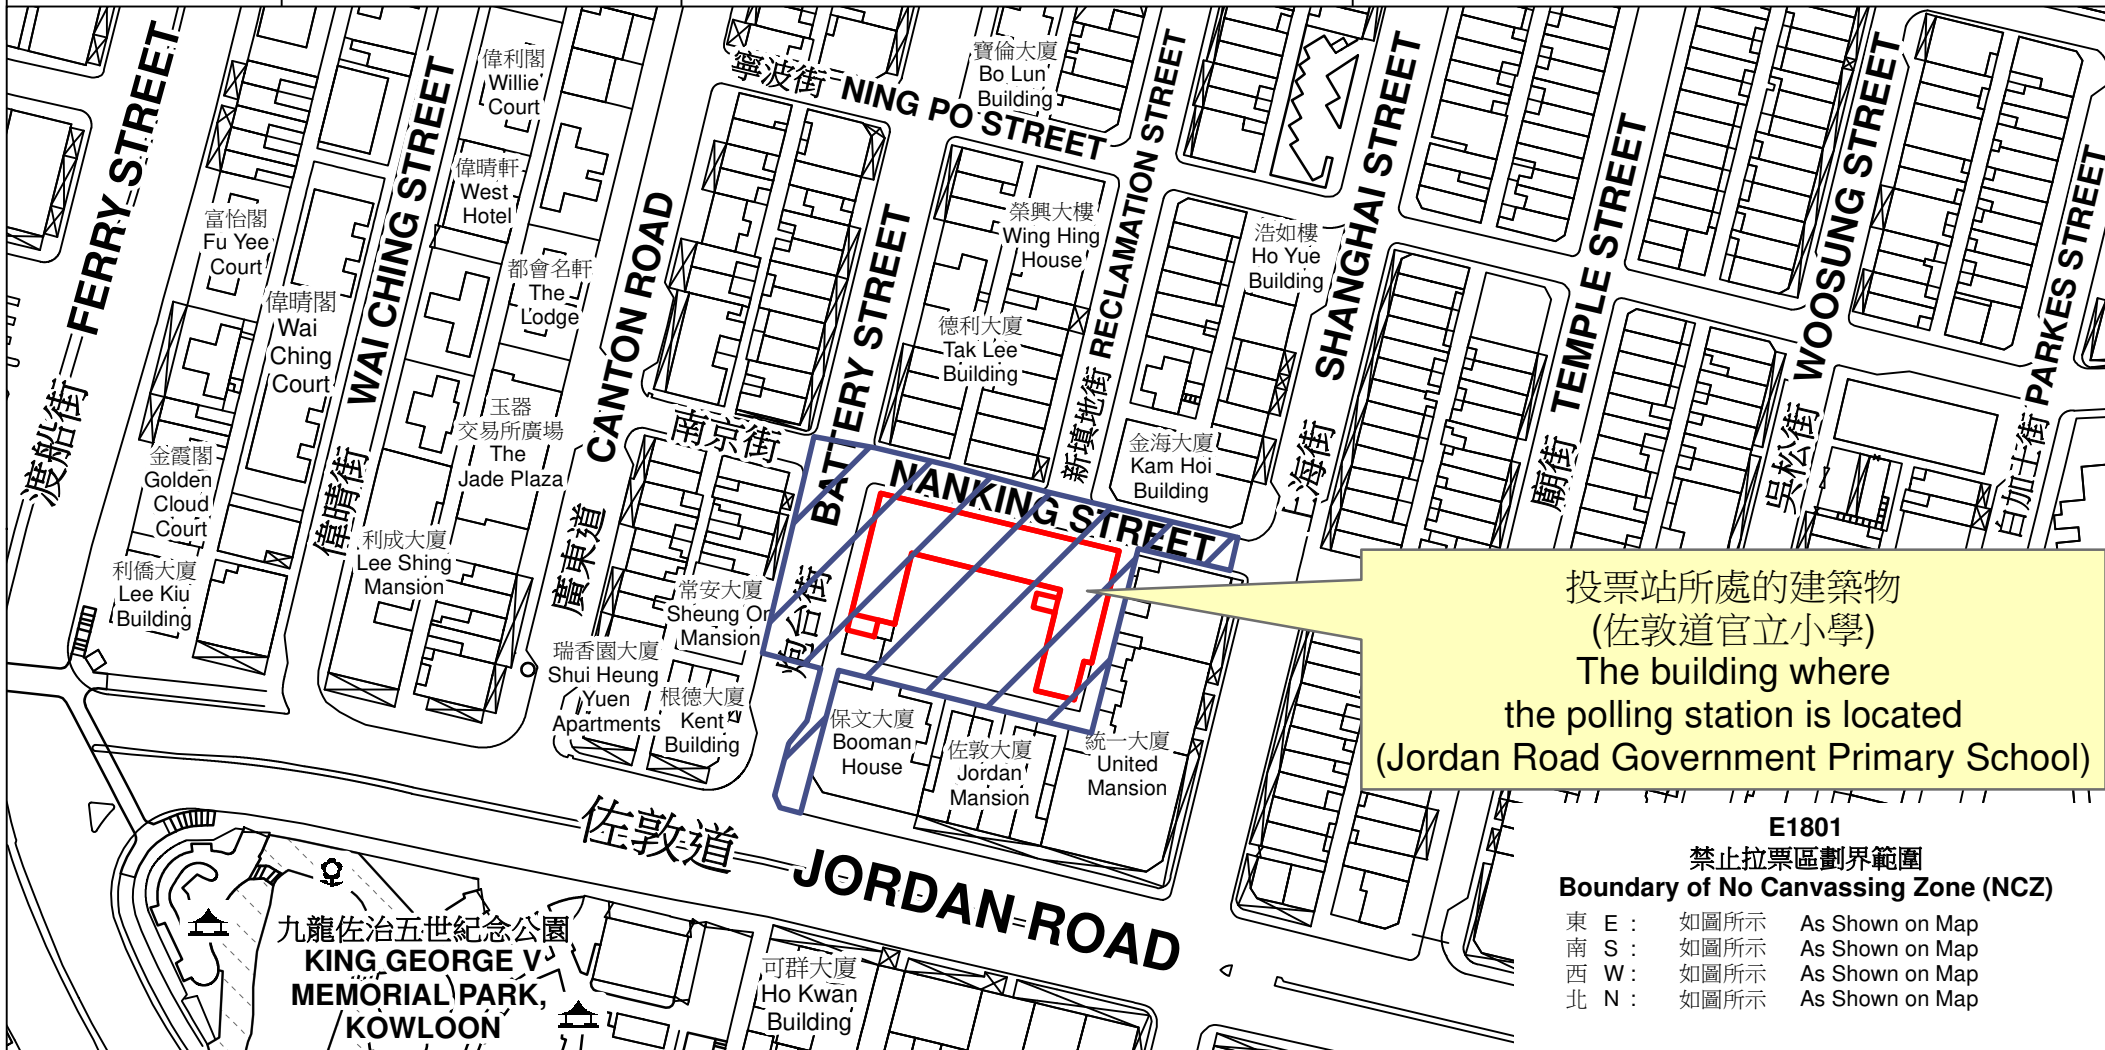 寧波街 NING PO STREET
寶倫大廈
Bo Lun
Building
偉利閣
Willie
Court
偉晴軒
West
Hotel
富怡閣
Fu Yee
Court
偉晴閣
Wai
Ching
Court
都會名軒
The
Lodge
榮興大樓
Wing Hing
House
浩如樓
Ho Yue
Building
德利大廈
Tak Lee
Building
渡船街 FERRY STREET
偉晴街 WAI CHING STREET
廣東道 CANTON ROAD
炮台街 BATTERY STREET
新填地街 RECLAMATION STREET
上海街 SHANGHAI STREET
廟街 TEMPLE STREET
吳松街 WOOSUNG STREET
白加士街 PARKES STREET
玉器
交易所廣場
The
Jade Plaza
金霞閣
Golden
Cloud
Court
金海大廈
Kam Hoi
Building
南京街 NANKING STREET
利僑大廈
Lee Kiu
Building
利成大廈
Lee Shing
Mansion
常安大廈
Sheung On
Mansion
瑞香園大廈
Shui Heung
Yuen
Apartments
根德大廈
Kent
Building
保文大廈
Booman
House
佐敦大廈
Jordan
Mansion
統一大廈
United
Mansion
投票站所處的建築物
(佐敦道官立小學)
The building where
the polling station is located
(Jordan Road Government Primary School)
佐敦道 JORDAN ROAD
九龍佐治五世紀念公園
KING GEORGE V
MEMORIAL PARK,
KOWLOON
可群大廈
Ho Kwan
Building
E1801
禁止拉票區劃界範圍
Boundary of No Canvassing Zone (NCZ)
東 E : 如圖所示 As Shown on Map
南 S : 如圖所示 As Shown on Map
西 W : 如圖所示 As Shown on Map
北 N : 如圖所示 As Shown on Map